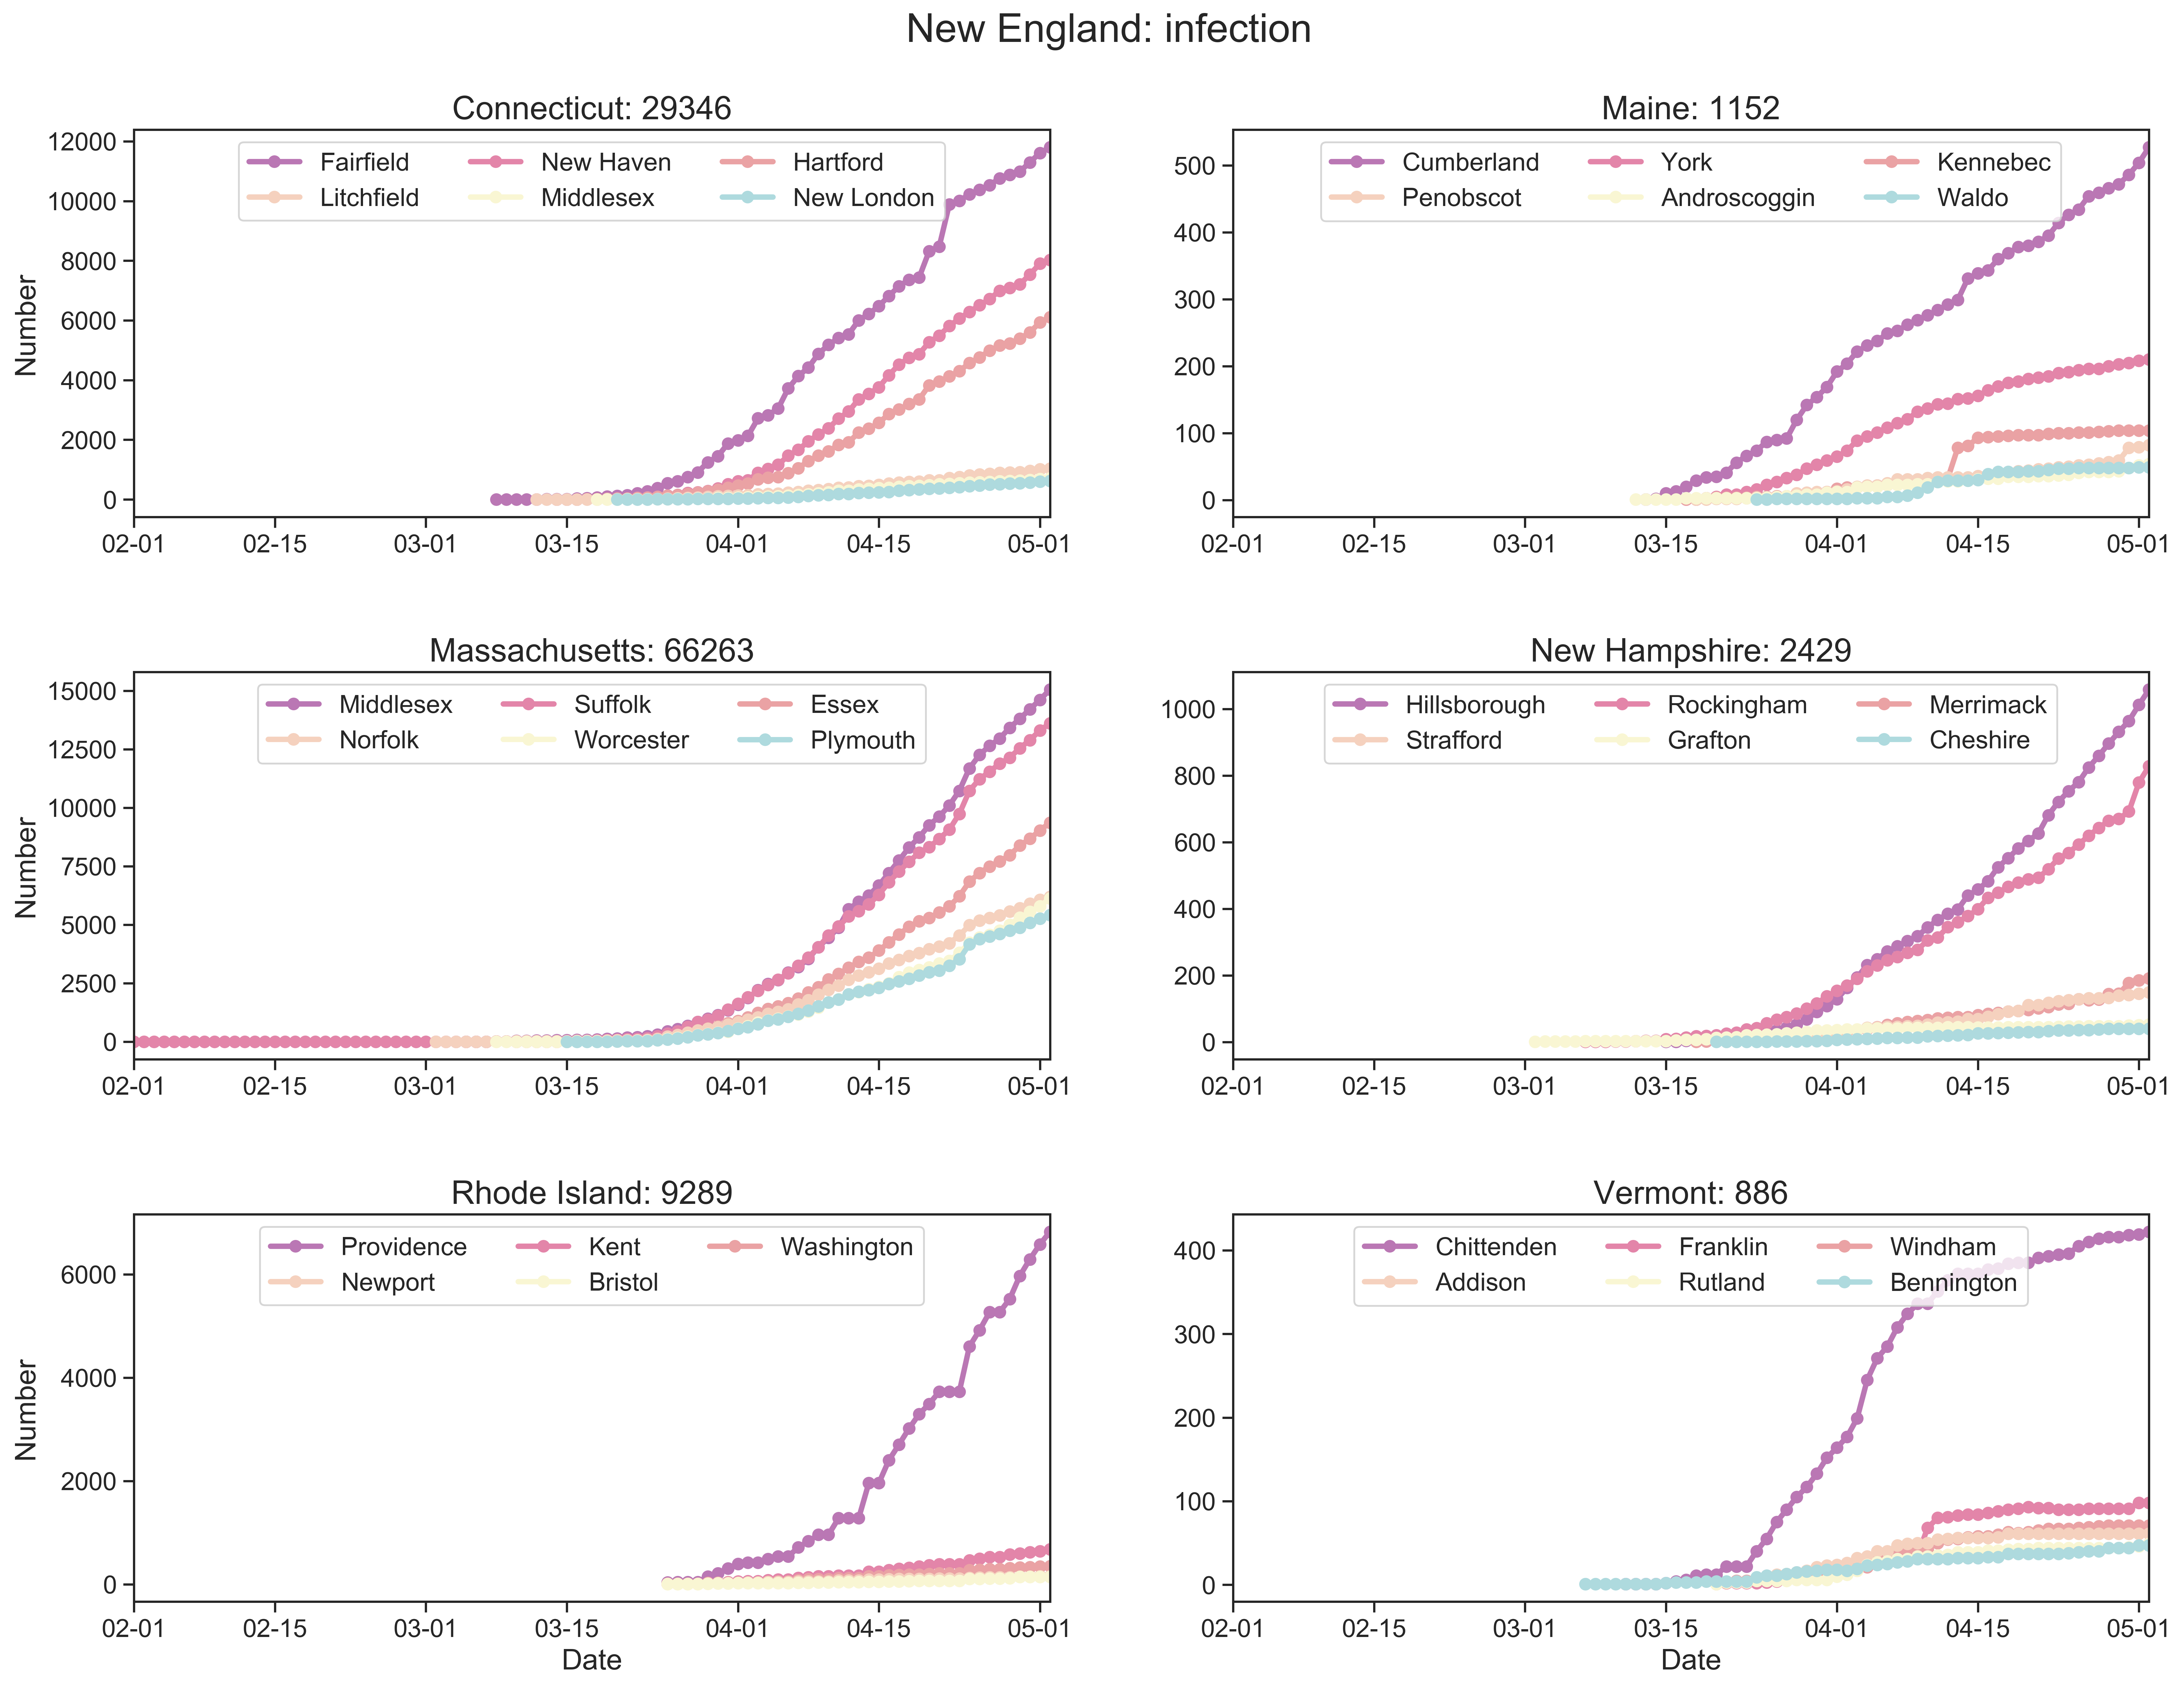 New England: infection
Connecticut: 29346
Number
12000
10000
8000
6000
4000
2000
0
Fairfield New Haven Hartford
Litchfield Middlesex New London
02-01 02-15 03-01 03-15 04-01 04-15 05-01
Maine: 1152
500
400
300
200
100
0
Cumberland York Kennebec
Penobscot Androscoggin Waldo
02-01 02-15 03-01 03-15 04-01 04-15 05-01
Massachusetts: 66263
Number
15000
12500
10000
7500
5000
2500
0
Middlesex Suffolk Essex
Norfolk Worcester Plymouth
02-01 02-15 03-01 03-15 04-01 04-15 05-01
New Hampshire: 2429
1000
800
600
400
200
0
Hillsborough Rockingham Merrimack
Strafford Grafton Cheshire
02-01 02-15 03-01 03-15 04-01 04-15 05-01
Rhode Island: 9289
Number
6000
4000
2000
0
Providence Kent Washington
Newport Bristol
02-01 02-15 03-01 03-15 04-01 04-15 05-01
Date
Vermont: 886
400
300
200
100
0
Chittenden Franklin Windham
Addison Rutland Bennington
02-01 02-15 03-01 03-15 04-01 04-15 05-01
Date